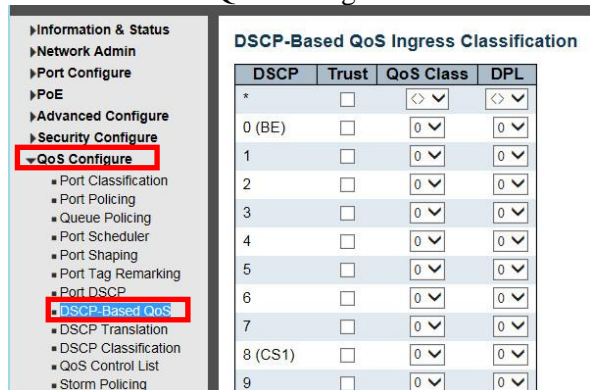 Information & Status
Network Admin
Port Configure
PoE
Advanced Configure
Security Configure
QoS Configure
Port Classification
Port Policing
Queue Policing
Port Scheduler
Port Shaping
Port Tag Remarking
Port DSCP
DSCP-Based QoS
DSCP Translation
DSCP Classification
QoS Control List
Storm Policing
DSCP-Based QoS Ingress Classification
DSCP Trust QoS Class DPL
* <> <>
0 (BE) 0 0
1 0 0
2 0 0
3 0 0
4 0 0
5 0 0
6 0 0
7 0 0
8 (CS1) 0 0
9 0 0